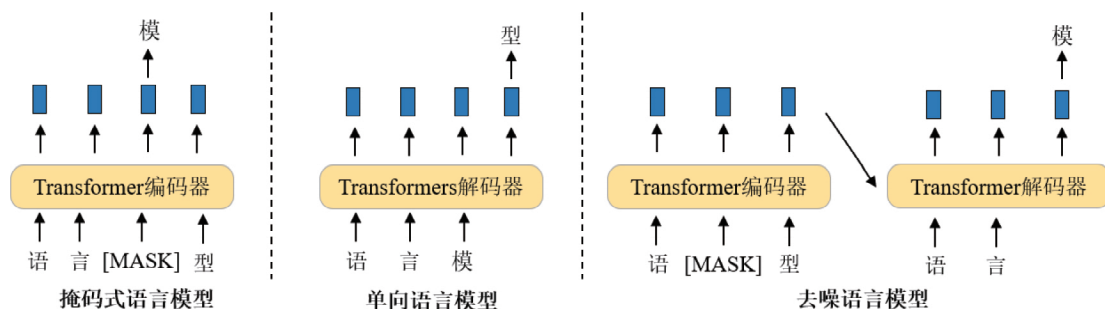 模
Transformer编码器
语 言 [MASK] 型
掩码式语言模型
型
Transformers解码器
语 言 模
单向语言模型
模
Transformer编码器
Transformer解码器
语 [MASK] 型
语 言
去噪语言模型